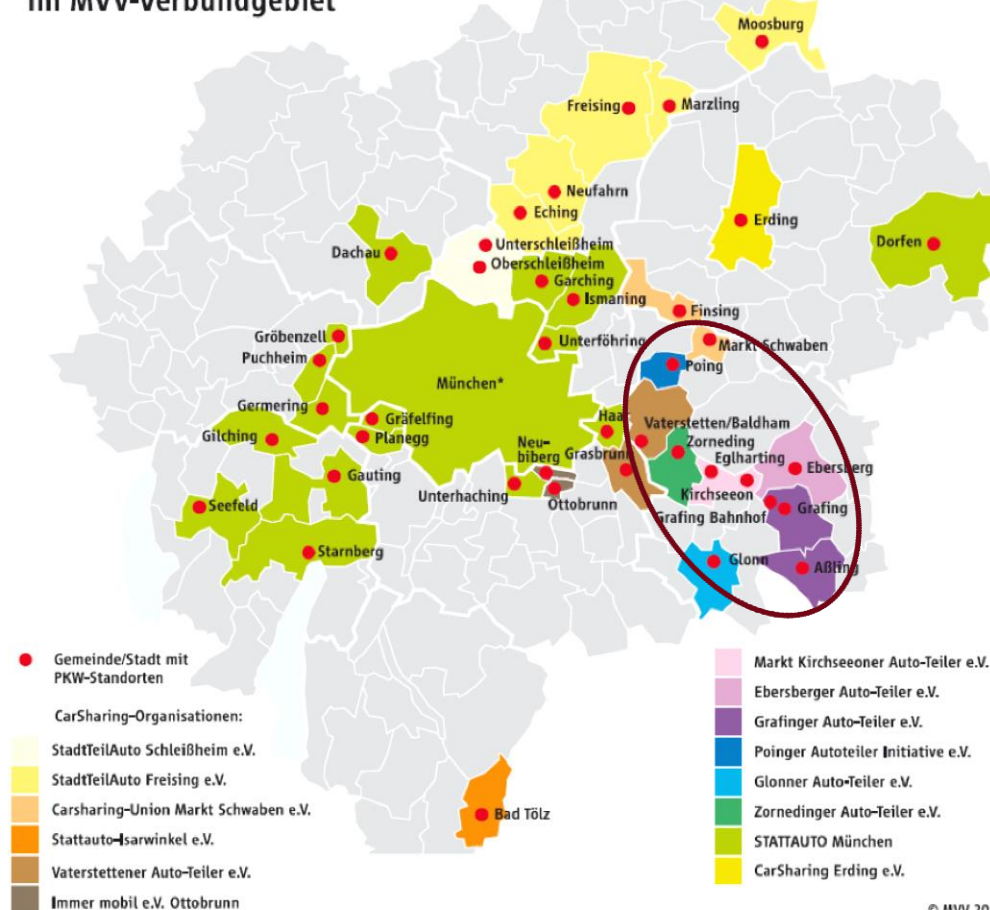 im MVV-Verbundgebiet
Moosburg
Freising
Marzling
Neufahrn
Eching
Erding
Dorfen
Dachau
Unterschleißheim
Oberschleißheim
Garching
Ismaning
Finsing
Gröbenzell
Unterföhring
Markt Schwaben
Puchheim
Poing
München*
Germering
Gräfelfing
Haar
Vaterstetten/Baldham
Gilching
Planegg
Zorneding
Neu-
biberg
Grasbrunn
Eglharting
Ebersberg
Gauting
Unterhaching
Kirchseeon
Seefeld
Ottobrunn
Grafing Bahnhof
Grafing
Starnberg
Glonn
Aßling
Gemeinde/Stadt mit
PKW-Standorten
CarSharing-Organisationen:
StadtTeilAuto Schleißheim e.V.
StadtTeilAuto Freising e.V.
Carsharing-Union Markt Schwaben e.V.
Stattauto-Isarwinkel e.V.
Vaterstettener Auto-Teiler e.V.
Immer mobil e.V. Ottobrunn
Bad Tölz
Markt Kirchseeoner Auto-Teiler e.V.
Ebersberger Auto-Teiler e.V.
Grafinger Auto-Teiler e.V.
Poinger Autoteiler Initiative e.V.
Glonner Auto-Teiler e.V.
Zornedinger Auto-Teiler e.V.
STATTAUTO München
CarSharing Erding e.V.
© MVV 20